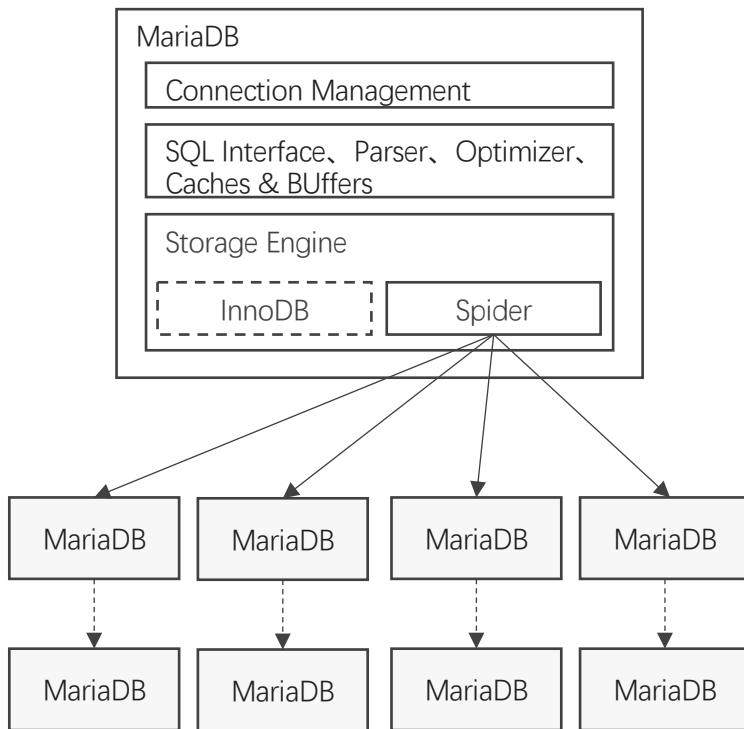 MariaDB
Connection Management
SQL Interface、Parser、Optimizer、
Caches & BUffers
Storage Engine
InnoDB
Spider
MariaDB
MariaDB
MariaDB
MariaDB
MariaDB
MariaDB
MariaDB
MariaDB